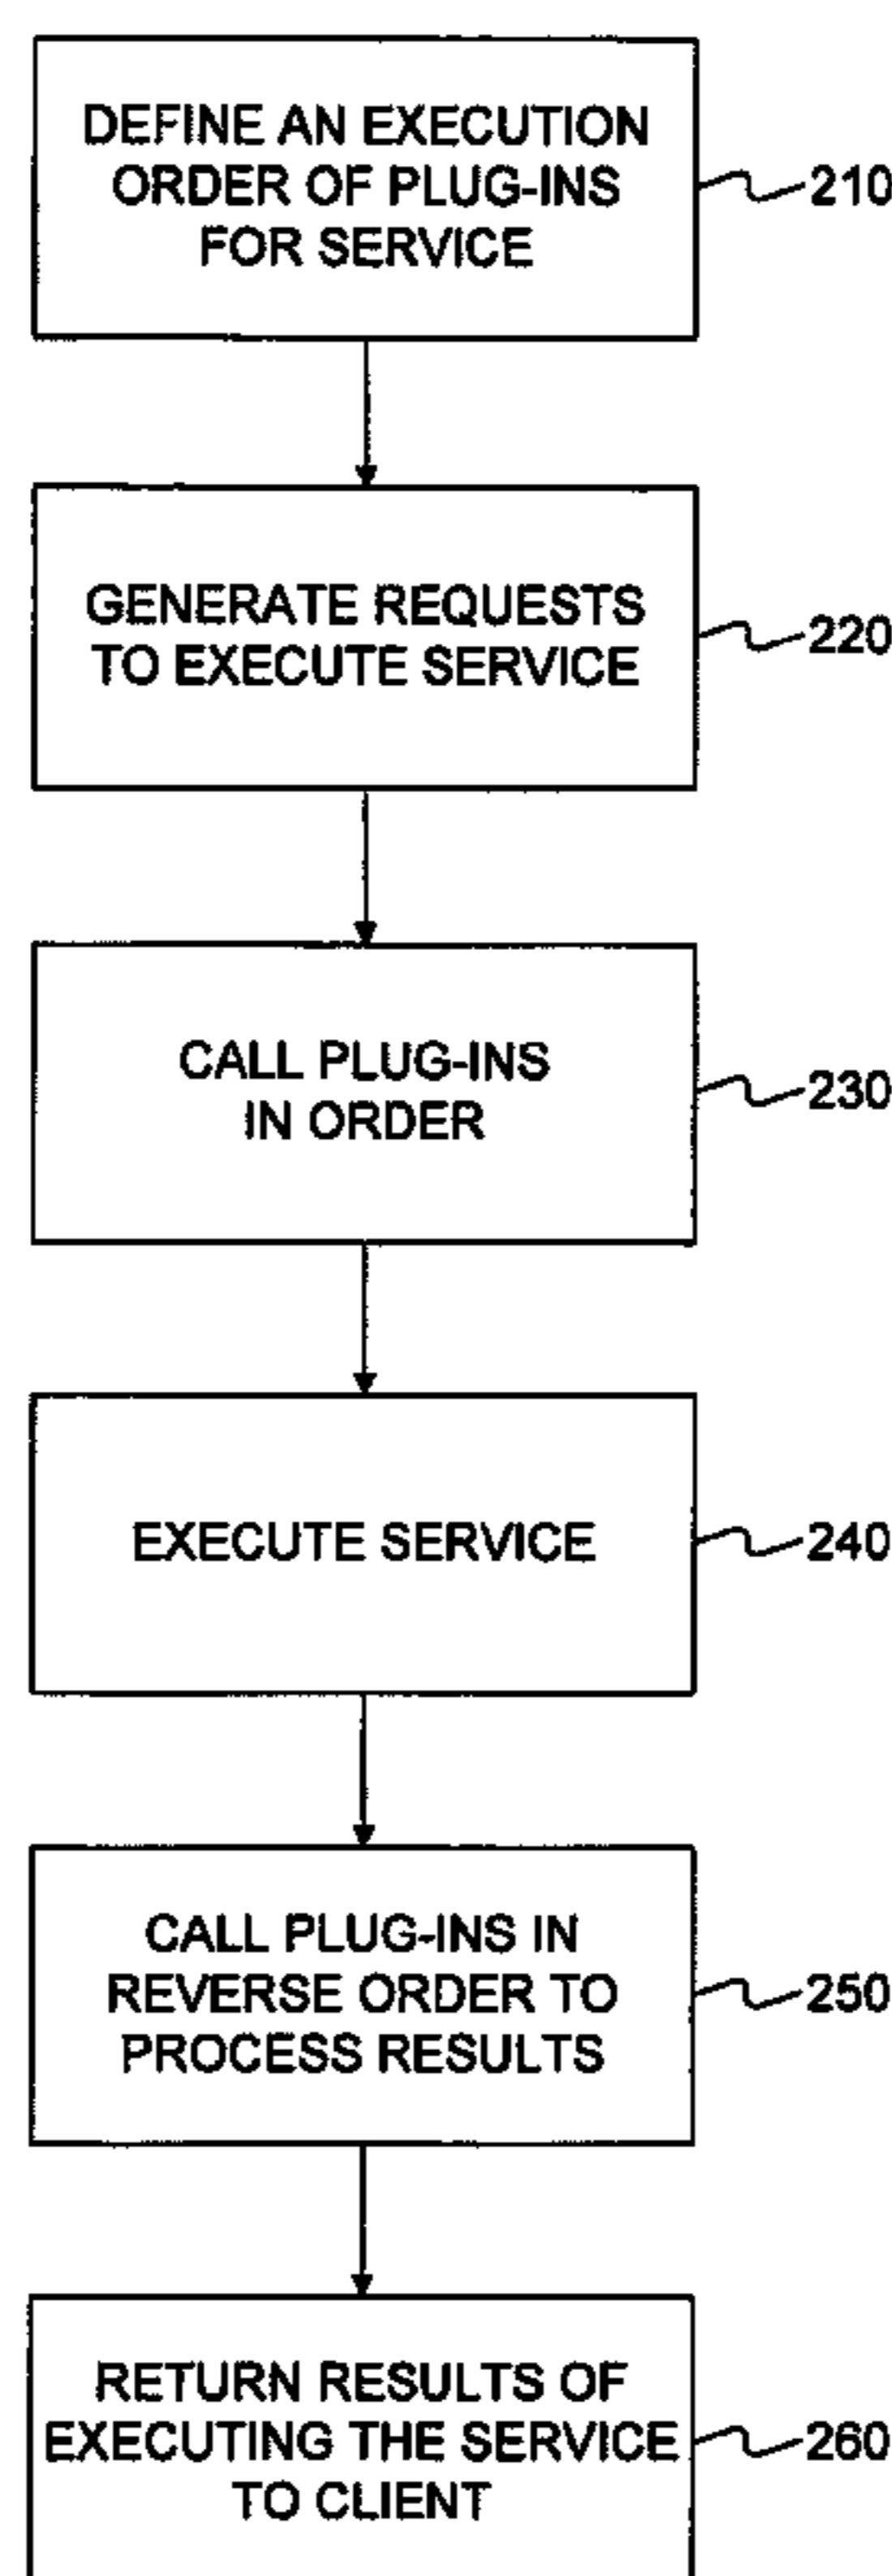 DEFINE AN EXECUTION
ORDER OF PLUG-INS
FOR SERVICE
210
GENERATE REQUESTS
TO EXECUTE SERVICE
220
CALL PLUG-INS
IN ORDER
230
EXECUTE SERVICE
240
CALL PLUG-INS IN
REVERSE ORDER TO
PROCESS RESULTS
250
RETURN RESULTS OF
EXECUTING THE SERVICE
TO CLIENT
260